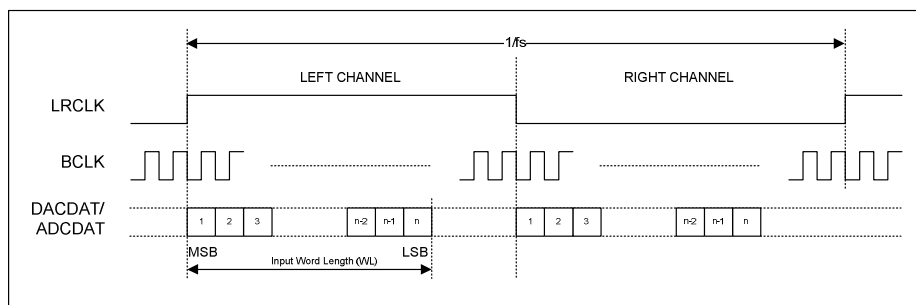 1/fs
LEFT CHANNEL RIGHT CHANNEL
LRCLK
BCLK
DACDAT/
ADCDAT
1 2 3 n-2 n-1 n 1 2 3 n-2 n-1 n
MSB LSB
Input Word Length (WL)